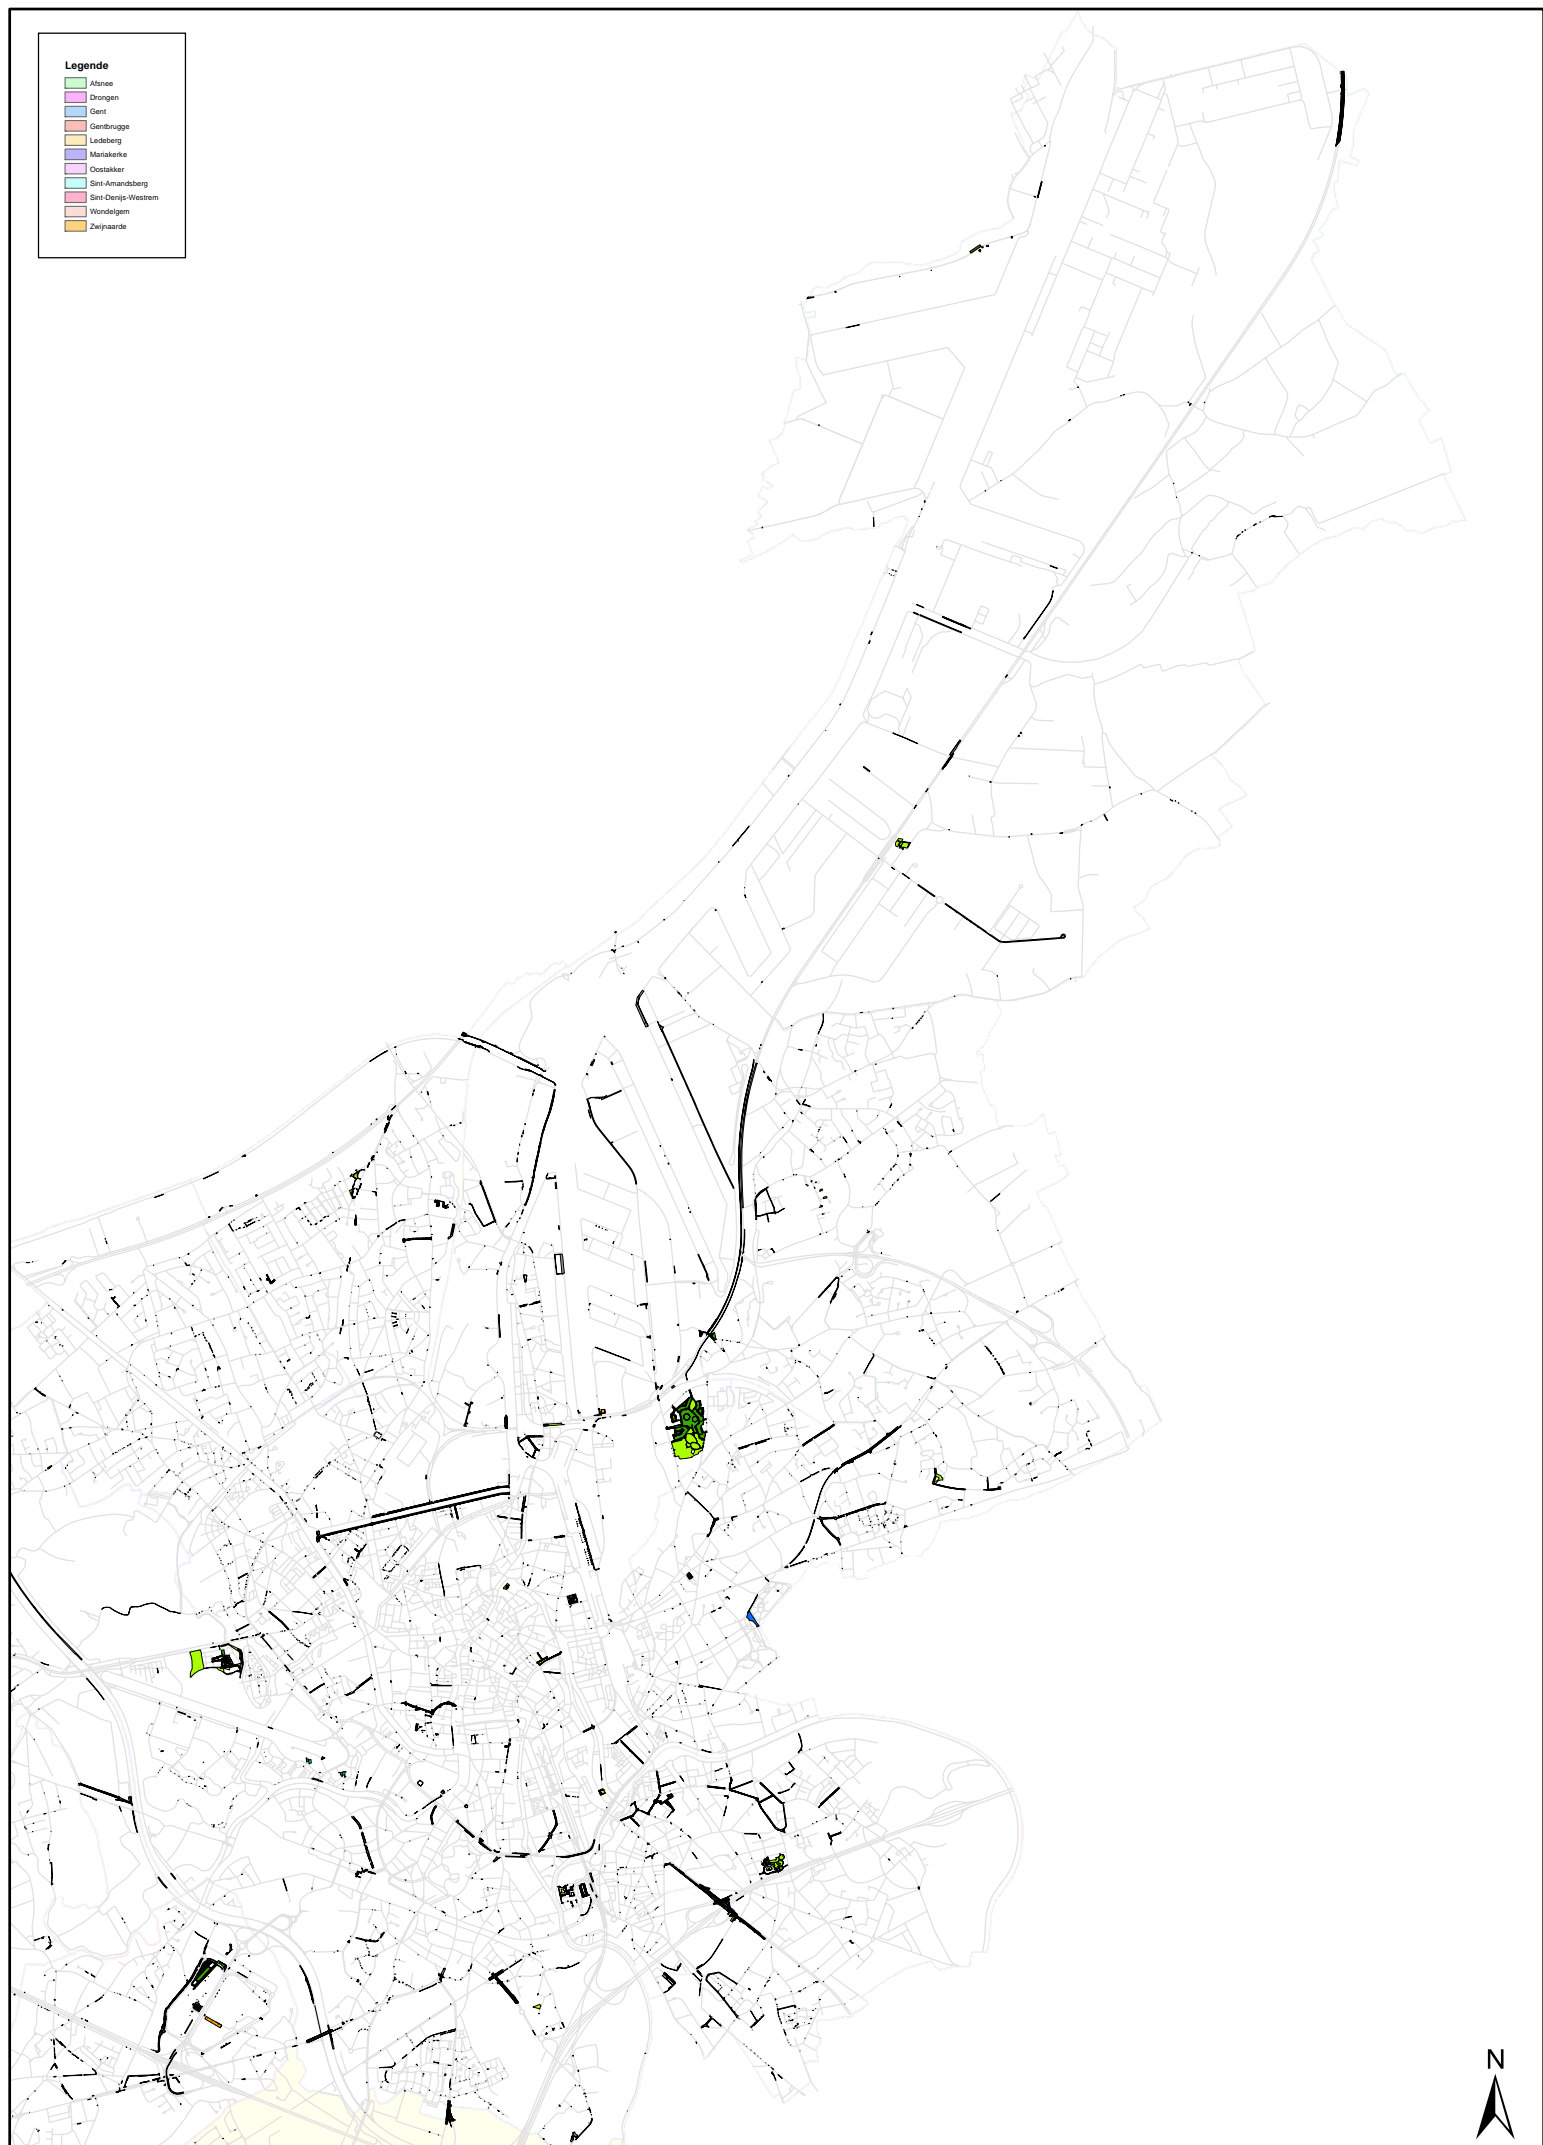 Legende
Afsnee
Drongen
Gent
Gentbrugge
Ledeberg
Mariakerke
Oostakker
Sint-Amandsberg
Sint-Denijs-Westrem
Wondelgem
Zwijnaarde
N